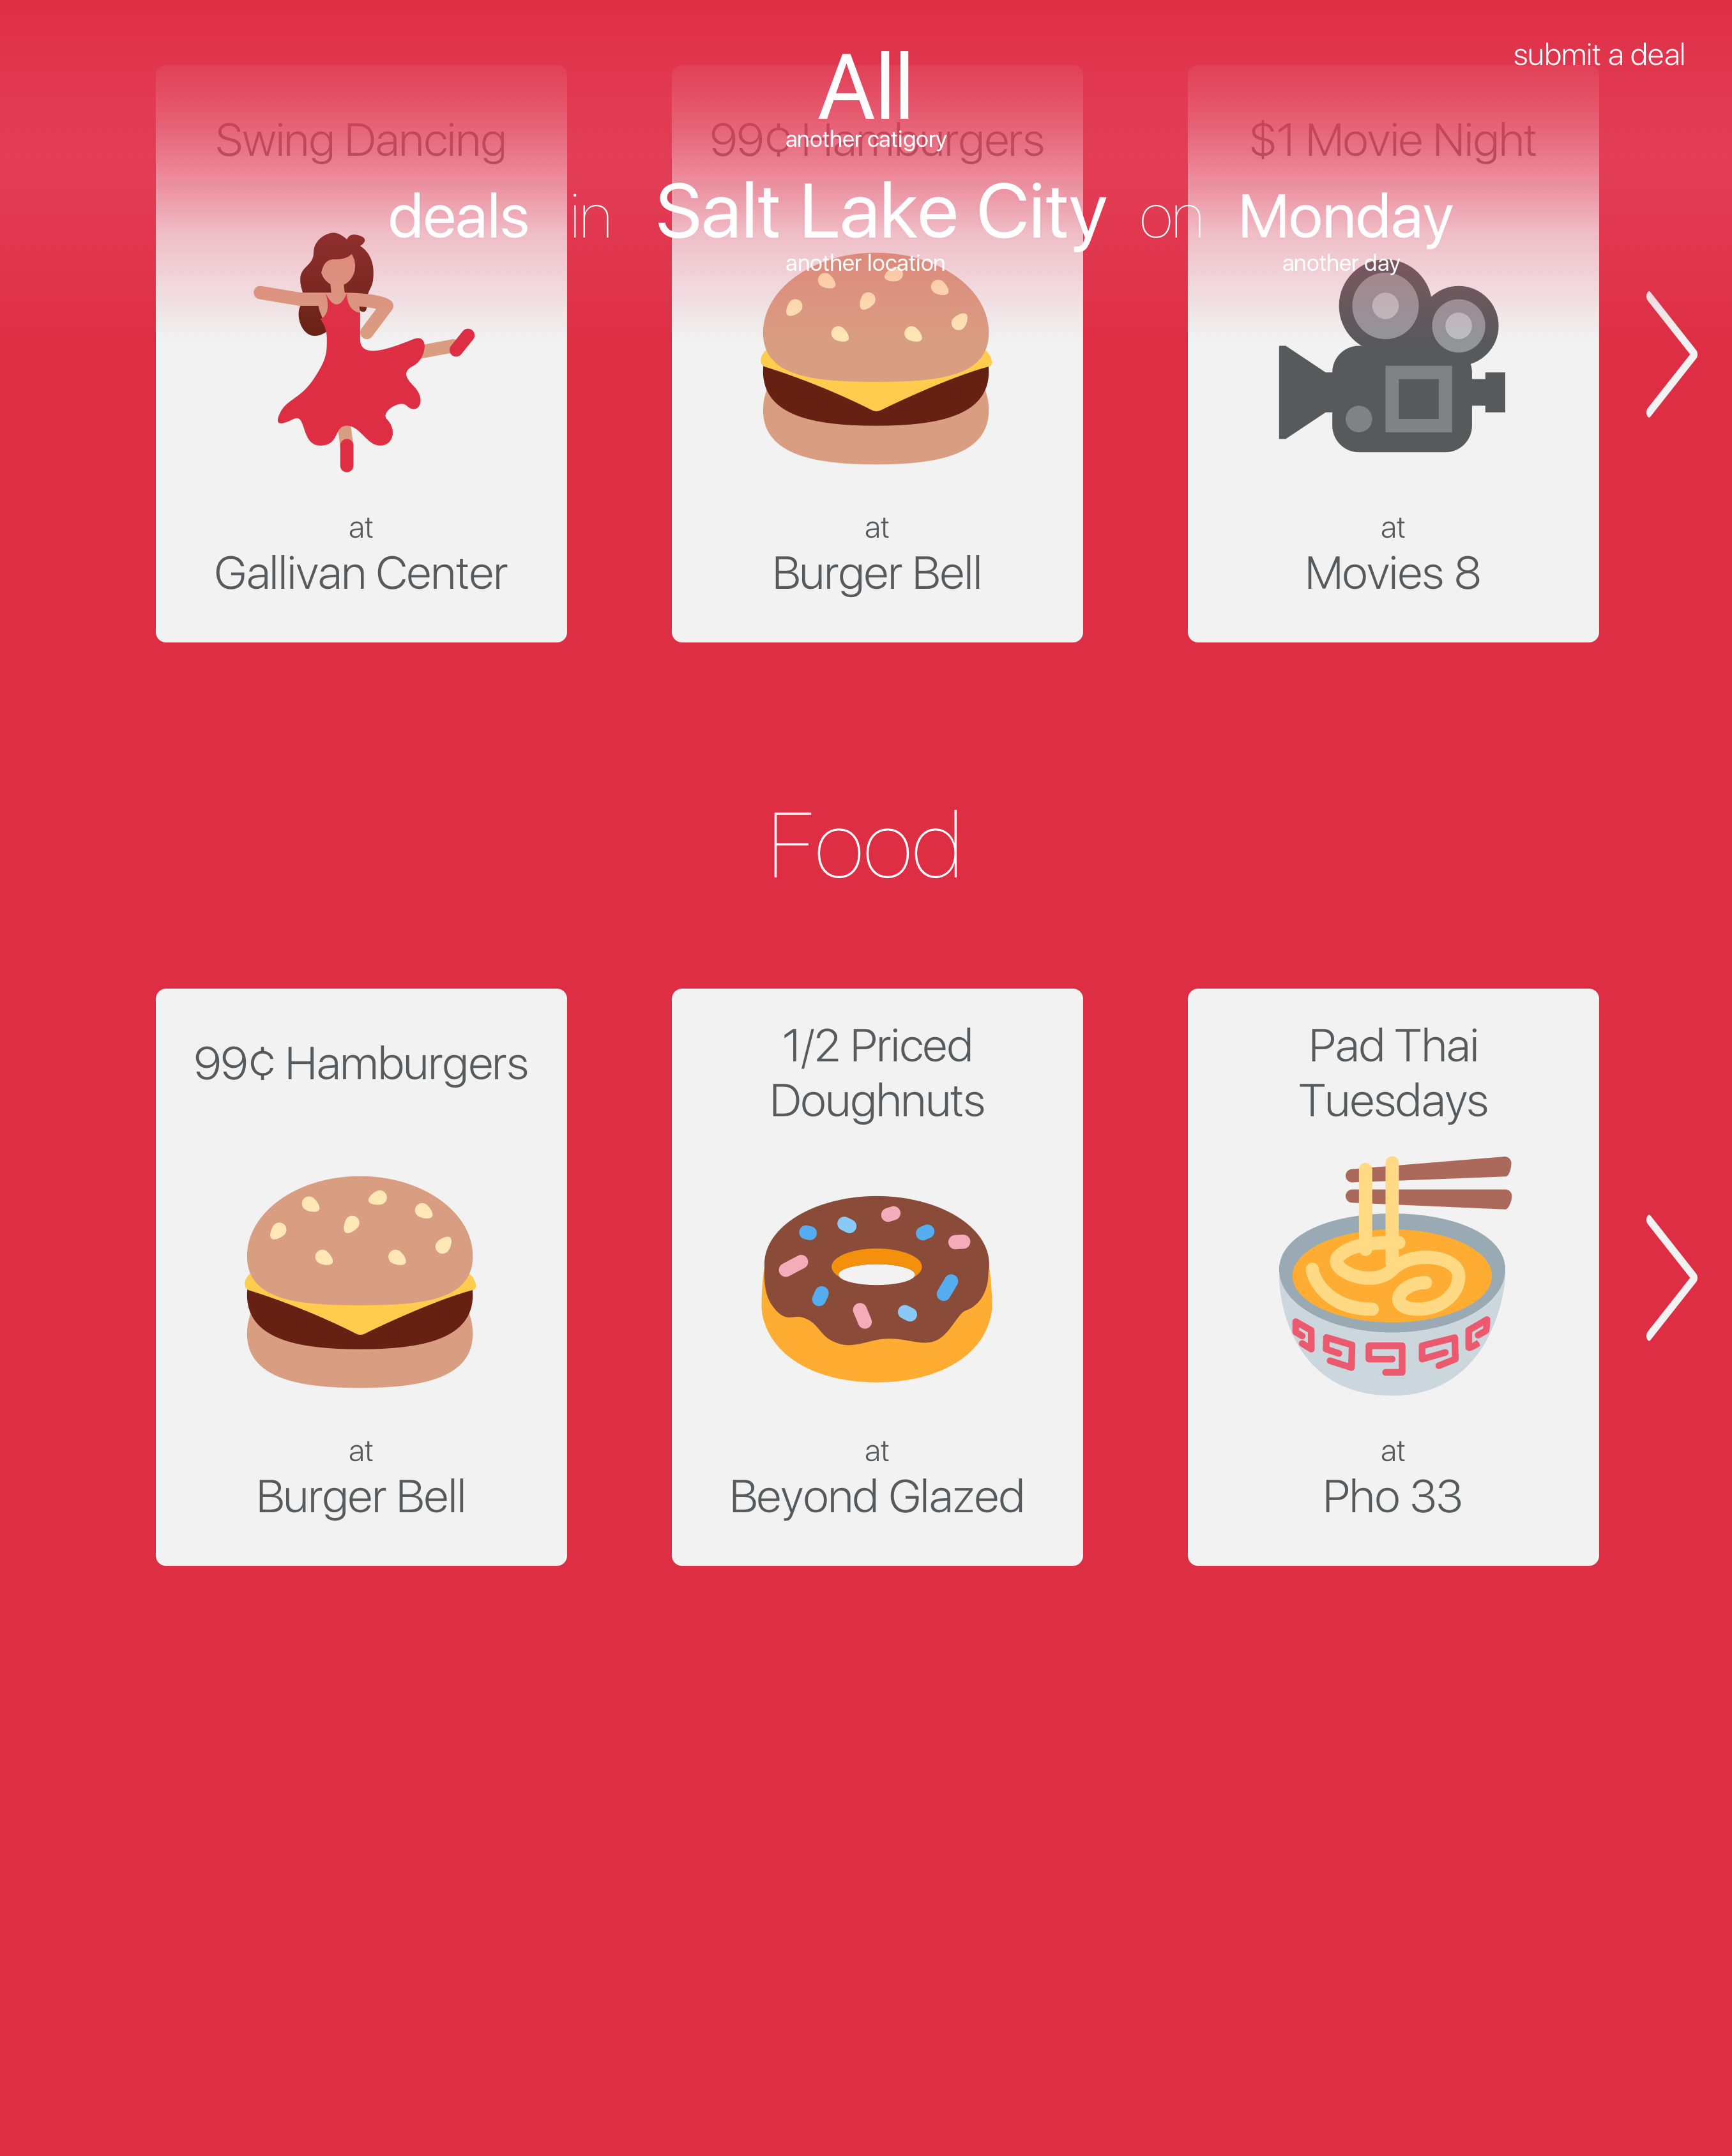 submit a deal
All
another catigory
Swing Dancing
99¢ Hamburgers
$1 Movie Night
deals in Salt Lake City on Monday
another location
another day
at
Gallivan Center
at
Burger Bell
at
Movies 8
Food
99¢ Hamburgers
at
Burger Bell
1/2 Priced
Doughnuts
at
Beyond Glazed
Pad Thai
Tuesdays
at
Pho 33